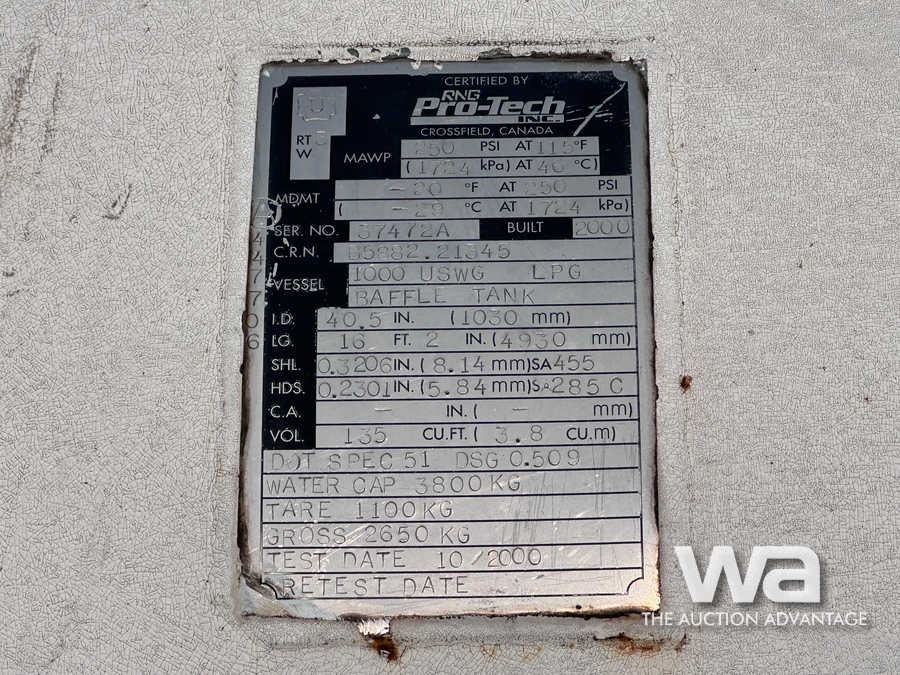 CERTIFIED BY
RNG
Pro-Tech
INC.
CROSSFIELD, CANADA
U
RT 3
W
MAWP 250 PSI AT 115°F
(1724 kPa) AT 46 °C)
MDMT -20 °F AT 250 PSI
( -29 °C AT 1724 kPa)
SER. NO. 37472A BUILT 2000
C.R.N. 21345
VESSEL 1000 USWG LPG
BAFFLE TANK
I.D. 40.5 IN. (1030 mm)
LG. 16 FT. 2 IN. (4930 mm)
SHL. 0.3206 IN. (8.14 mm) SA455
HDS. 0.2301 IN. (5.84 mm) SA285 C
C.A. - IN. ( - mm)
VOL. 135 CU.FT. ( 3.8 CU.m)
DOT SPEC 51 DSG 0.509
WATER CAP 3800 KG
TARE 1100 KG
GROSS 2650 KG
TEST DATE 10/2000
RETEST DATE
wa
THE AUCTION ADVANTAGE